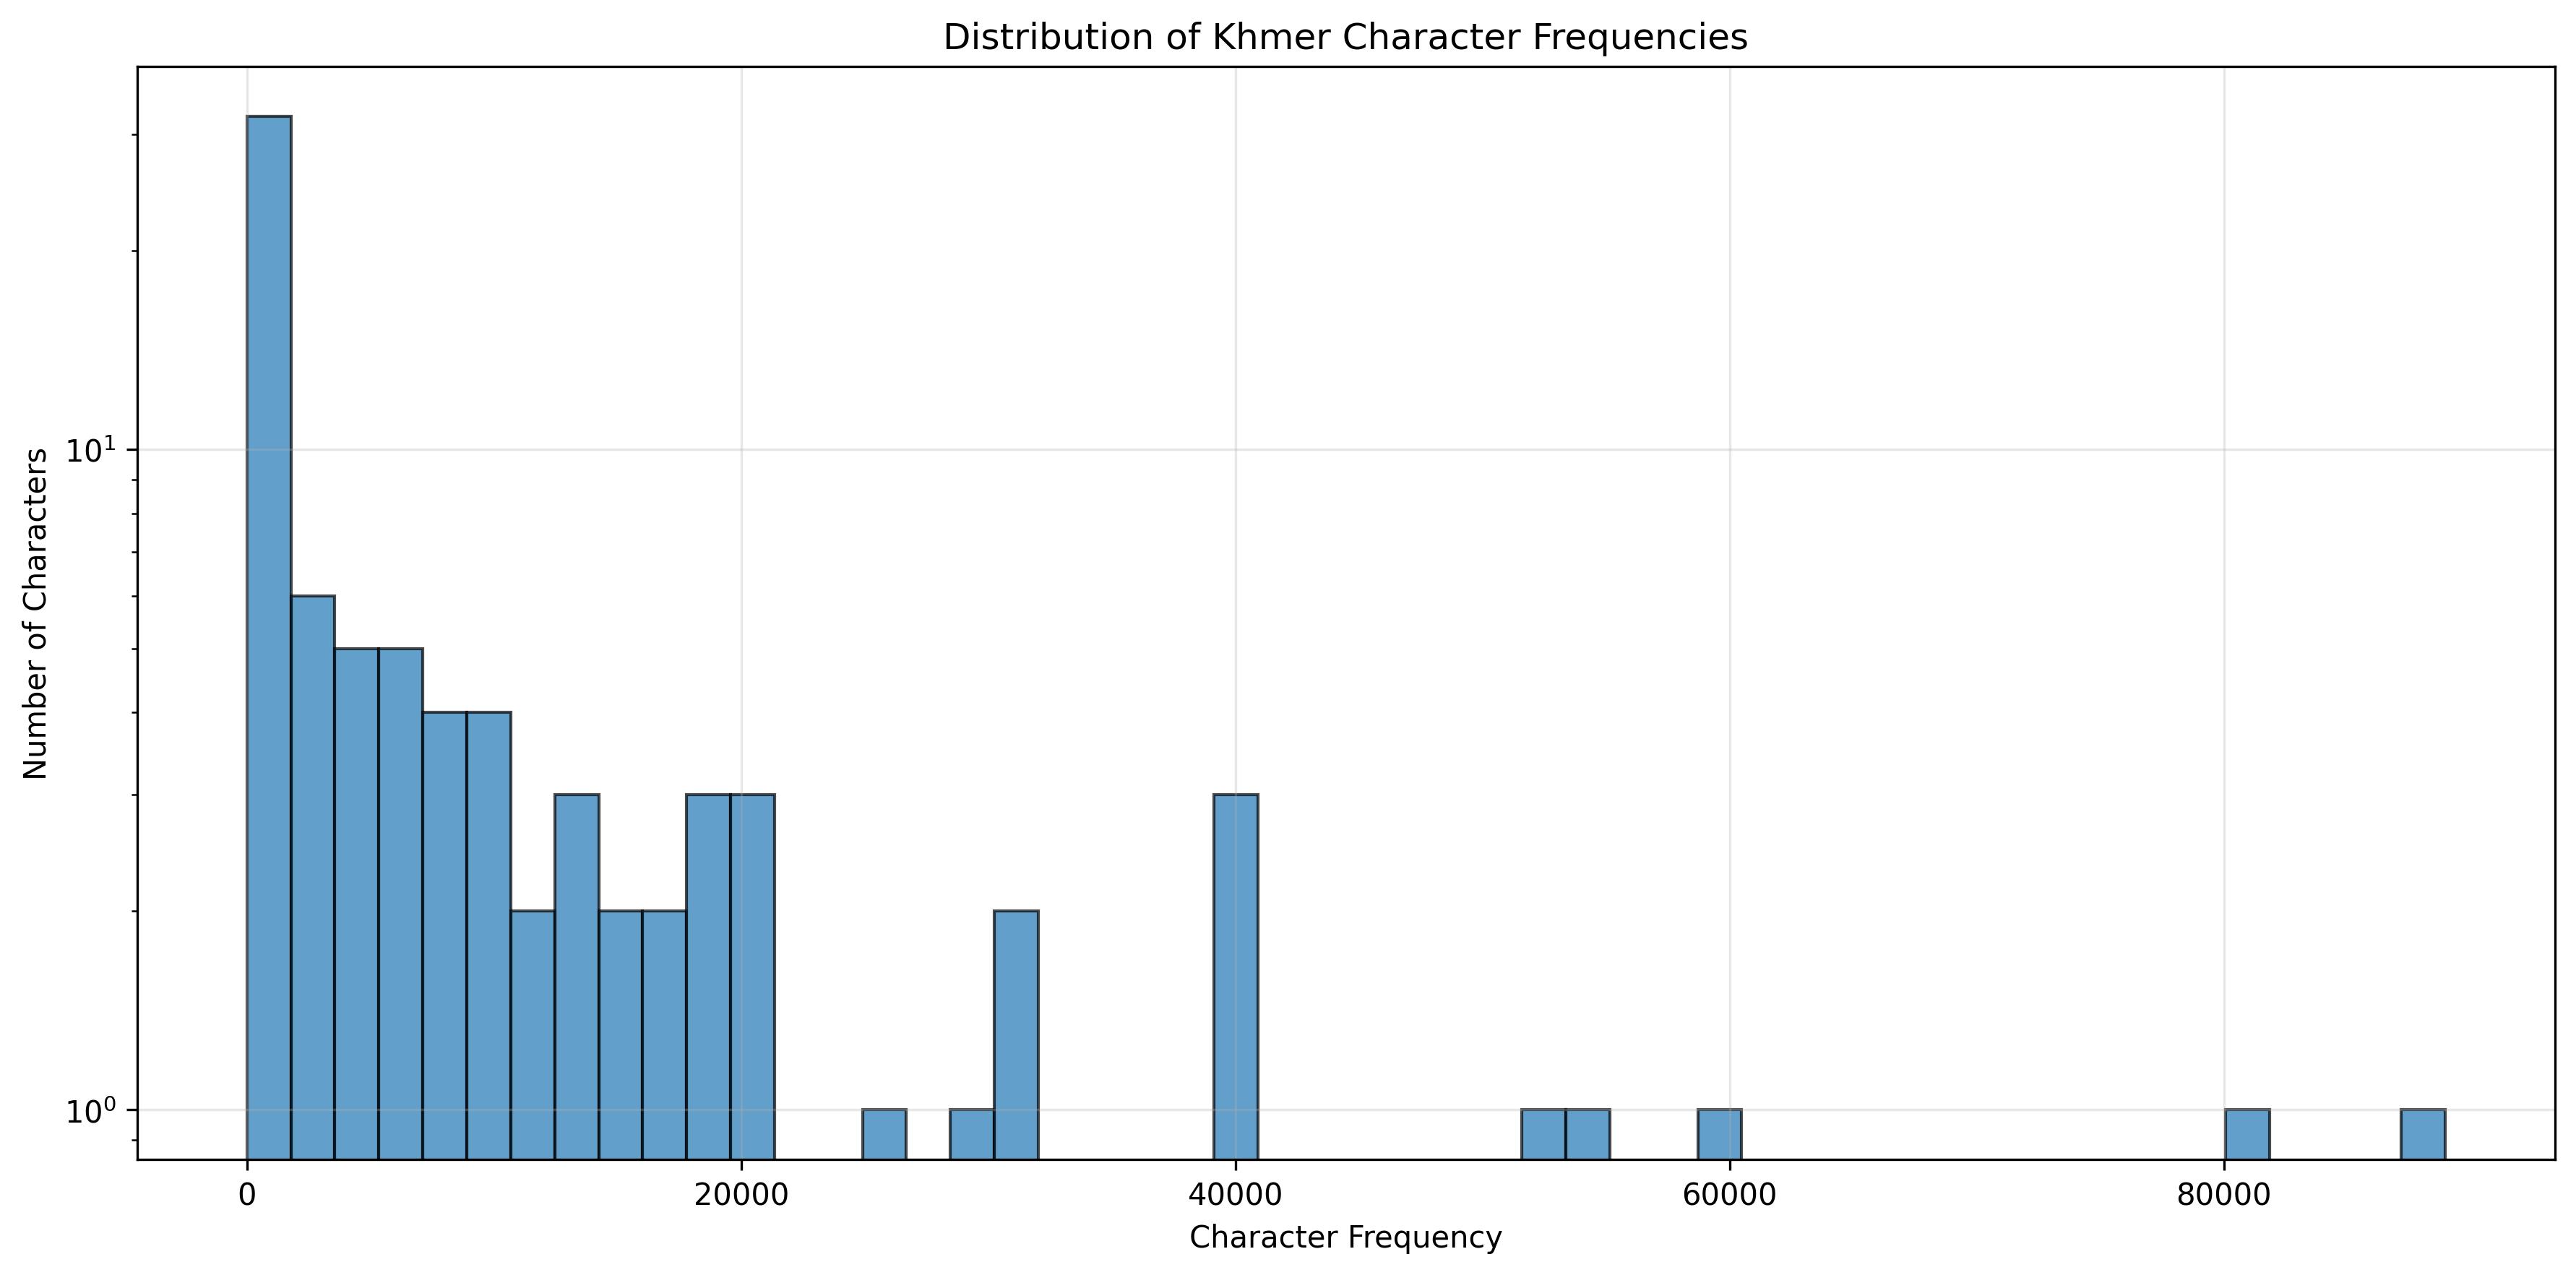 Distribution of Khmer Character Frequencies
Number of Characters
10¹
10⁰
0 20000 40000 60000 80000
Character Frequency